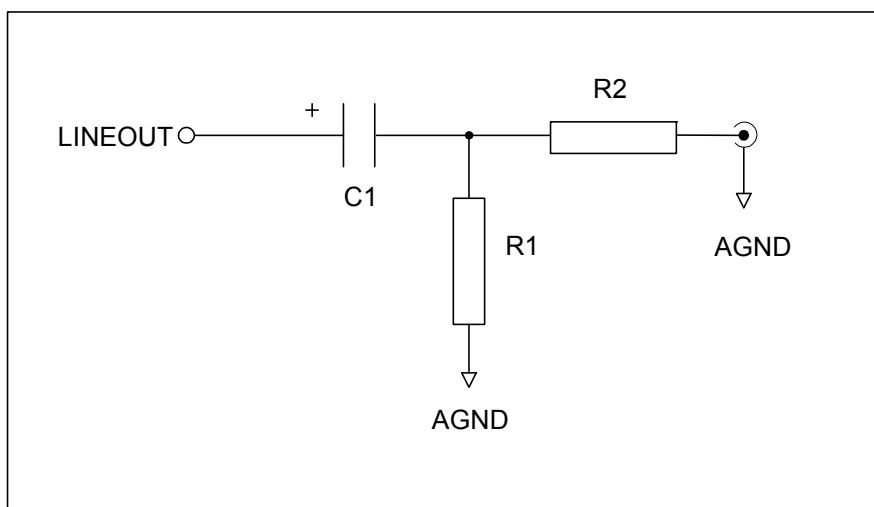 R2
+
LINEOUT
C1
R1
AGND
AGND